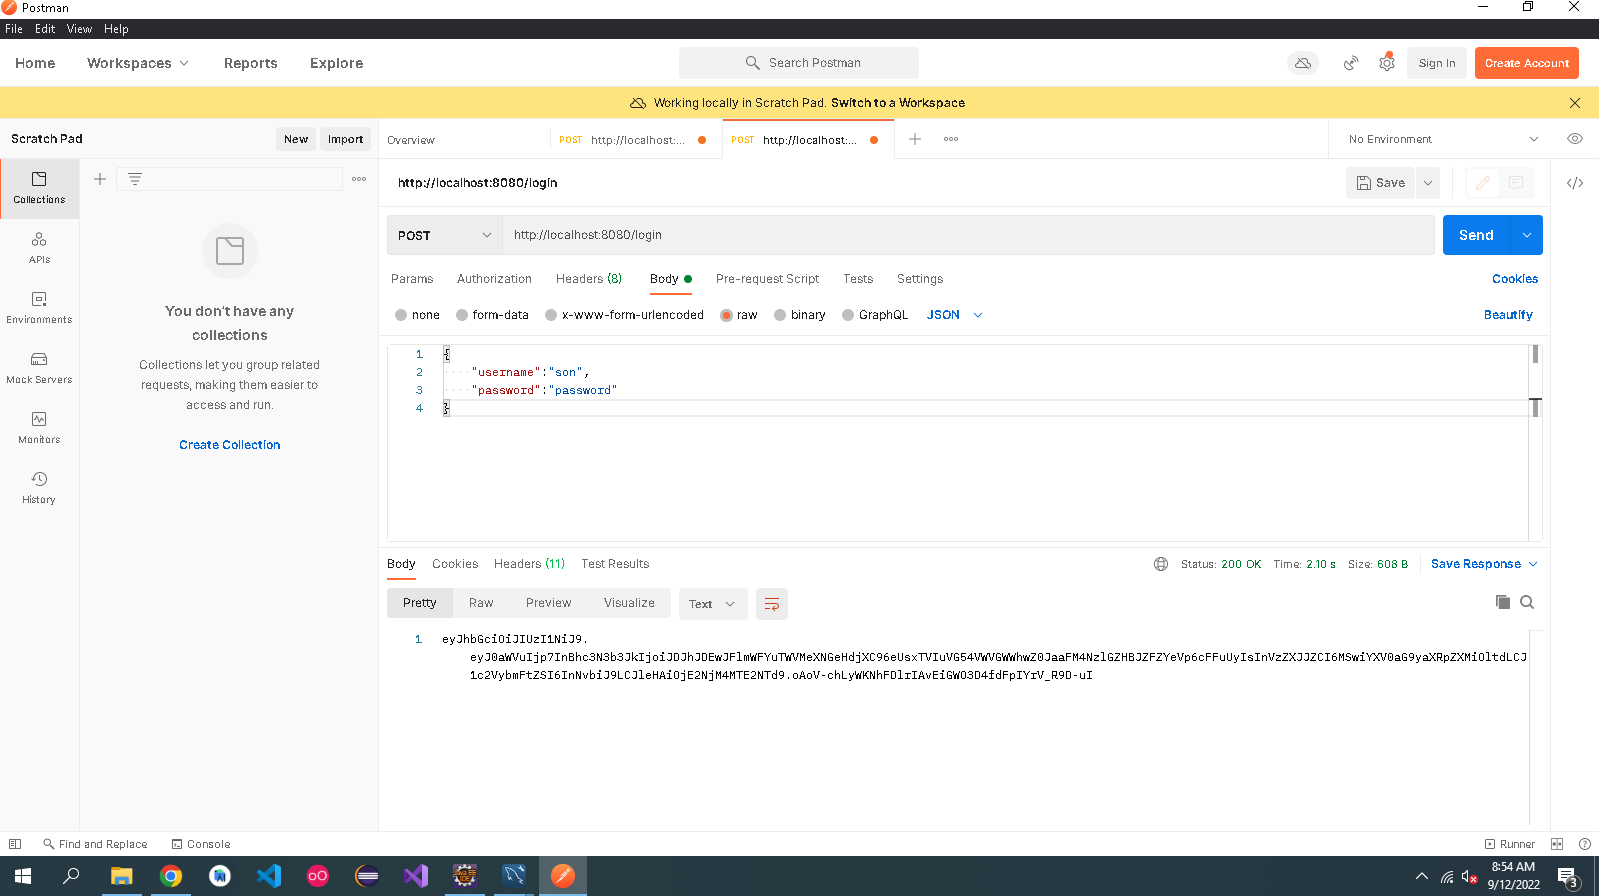 Postman
File Edit View Help
Home Workspaces Reports Explore Search Postman Sign In Create Account
Working locally in Scratch Pad. Switch to a Workspace
Scratch Pad New Import Overview POST http://localhost:... POST http://localhost:... No Environment
http://localhost:8080/login Save
Collections
POST http://localhost:8080/login Send
APIs
Params Authorization Headers (8) Body Pre-request Script Tests Settings Cookies
none form-data x-www-form-urlencoded raw binary GraphQL JSON Beautify
You don't have any
collections
Environments
Collections let you group related
requests, making them easier to
access and run.
Mock Servers
Create Collection
Monitors
History
1 {
2 "username":"son",
3 "password":"password"
4 }
Body Cookies Headers (11) Test Results Status: 200 OK Time: 2.10 s Size: 608 B Save Response
Pretty Raw Preview Visualize Text
1 eyJhbGciOiJIUzI1NiJ9.
Find and Replace Console Runner
8:54 AM
9/12/2022
3